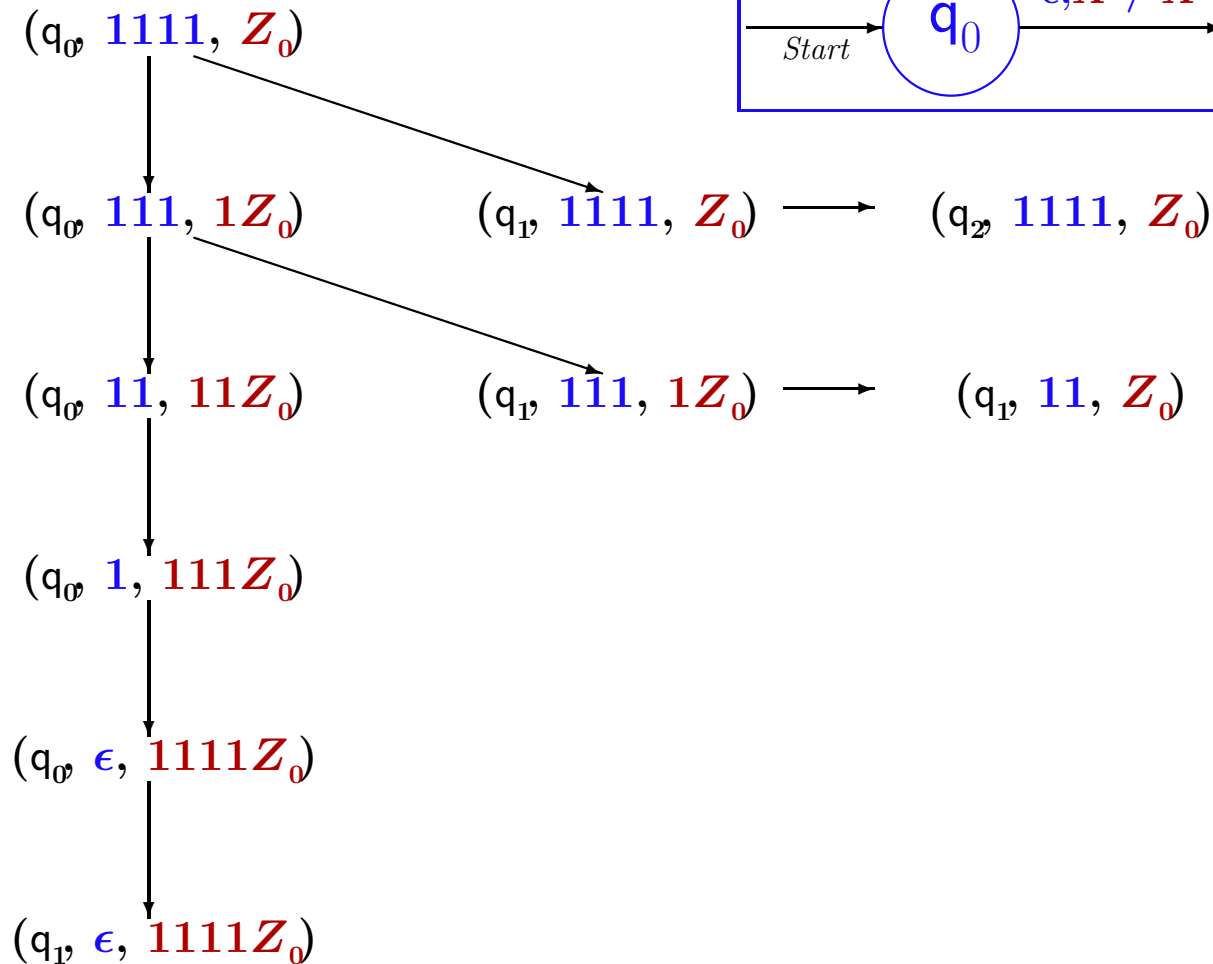 (q₀, 1111, Z₀)
q₀
ϵ,X / X
Start
(q₀, 111, 1Z₀) (q₁, 1111, Z₀) (q₂, 1111, Z₀)
(q₀, 11, 11Z₀) (q₁, 111, 1Z₀) (q₁, 11, Z₀)
(q₀, 1, 111Z₀)
(q₀, ϵ, 1111Z₀)
(q₁, ϵ, 1111Z₀)